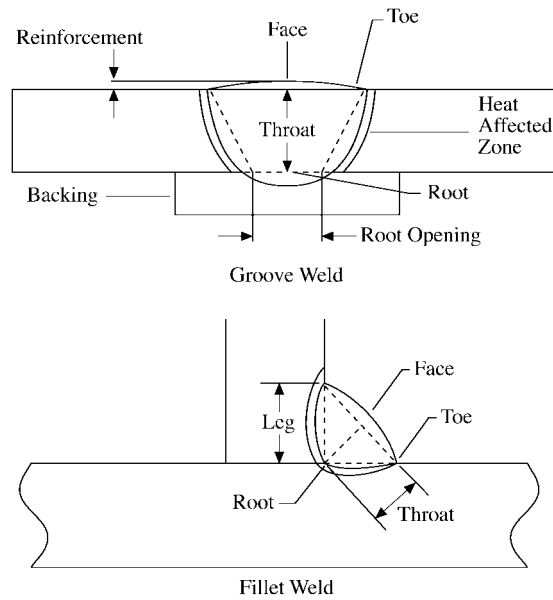 Reinforcement
Face
Toe
Throat
Heat
Affected
Zone
Backing
Root
Root Opening
Groove Weld
Face
Leg
Toe
Root
Throat
Fillet Weld